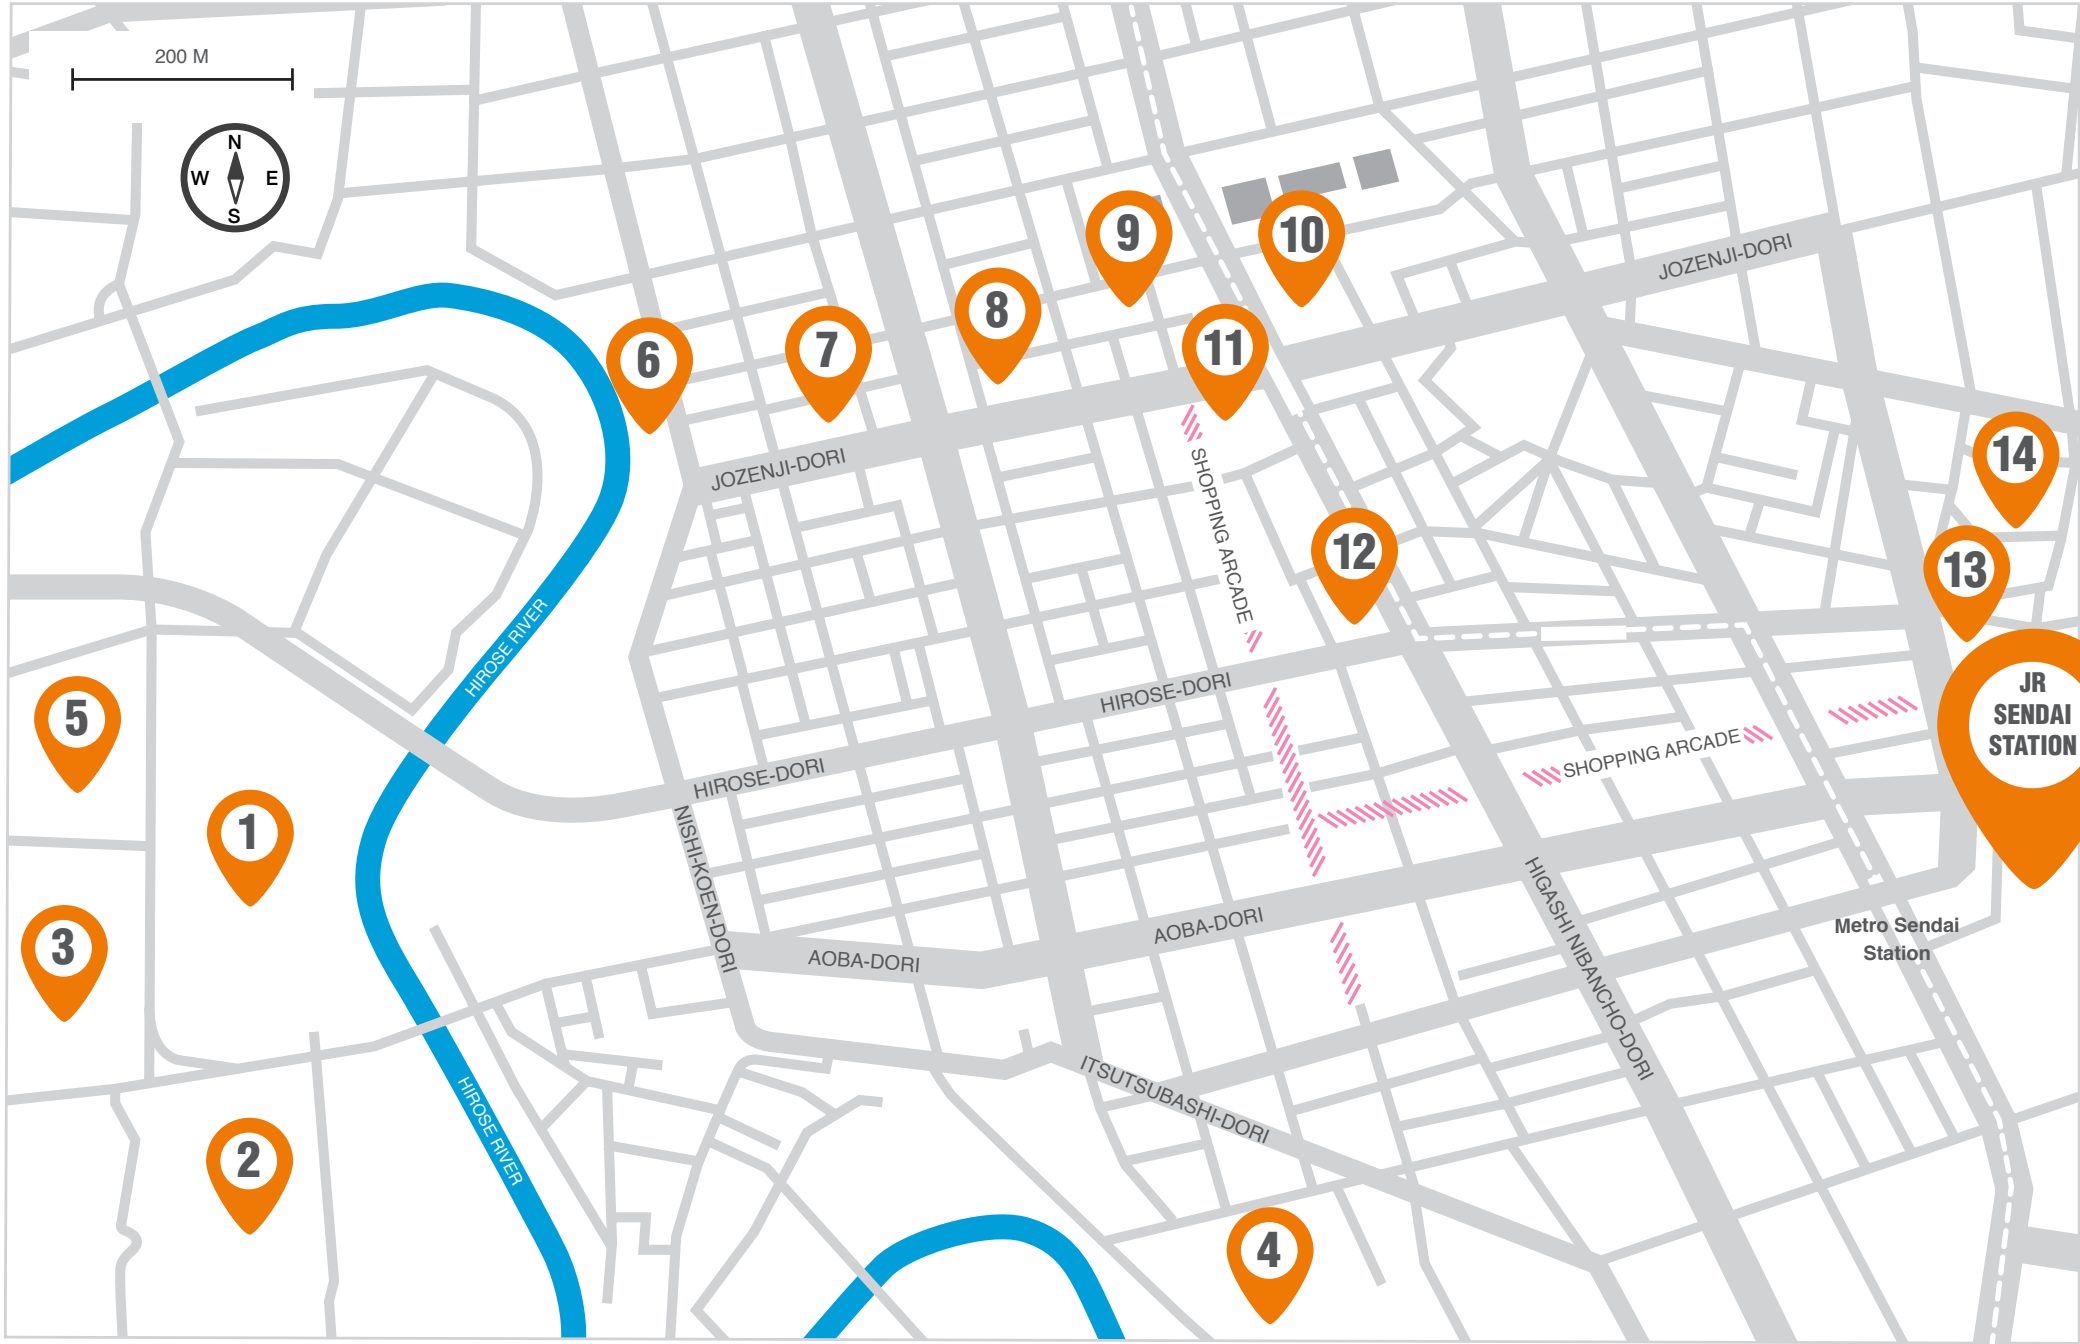 200 M
N
W
E
S
9
10
JOZENJI-DORI
8
11
7
6
JOZENJI-DORI
14
SHOPPING ARCADE
12
13
HIROSE RIVER
JR
SENDAI
STATION
HIROSE-DORI
5
SHOPPING ARCADE
HIROSE-DORI
1
NISHI-KOEN-DORI
3
AOBA-DORI
AOBA-DORI
HIGASHI NIBANCHO-DORI
Metro Sendai
Station
ITSUTSUBASHI-DORI
HIROSE RIVER
2
4